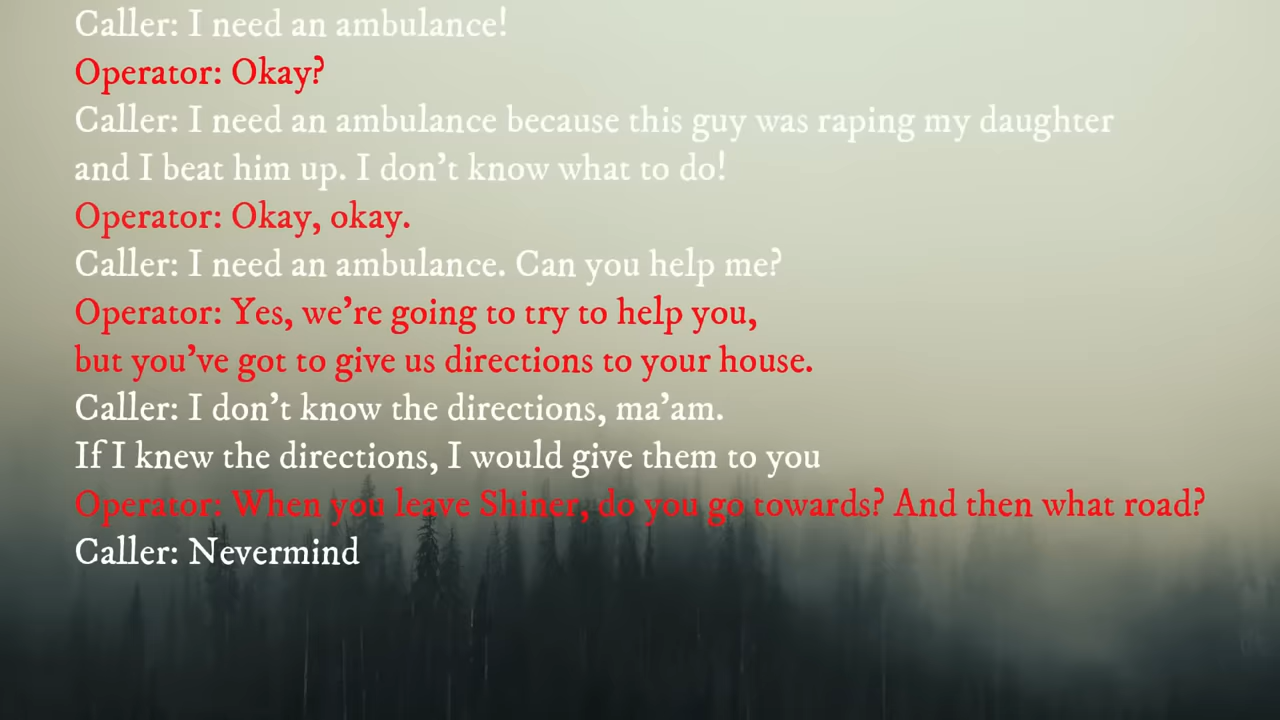 Caller: I need an ambulance!
Operator: Okay?
Caller: I need an ambulance because this guy was raping my daughter
and I beat him up. I don't know what to do!
Operator: Okay, okay.
Caller: I need an ambulance. Can you help me?
Operator: Yes, we're going to try to help you,
but you've got to give us directions to your house.
Caller: I don't know the directions, ma'am.
If I knew the directions, I would give them to you
Operator: When you leave Shiner, do you go towards? And then what road?
Caller: Nevermind